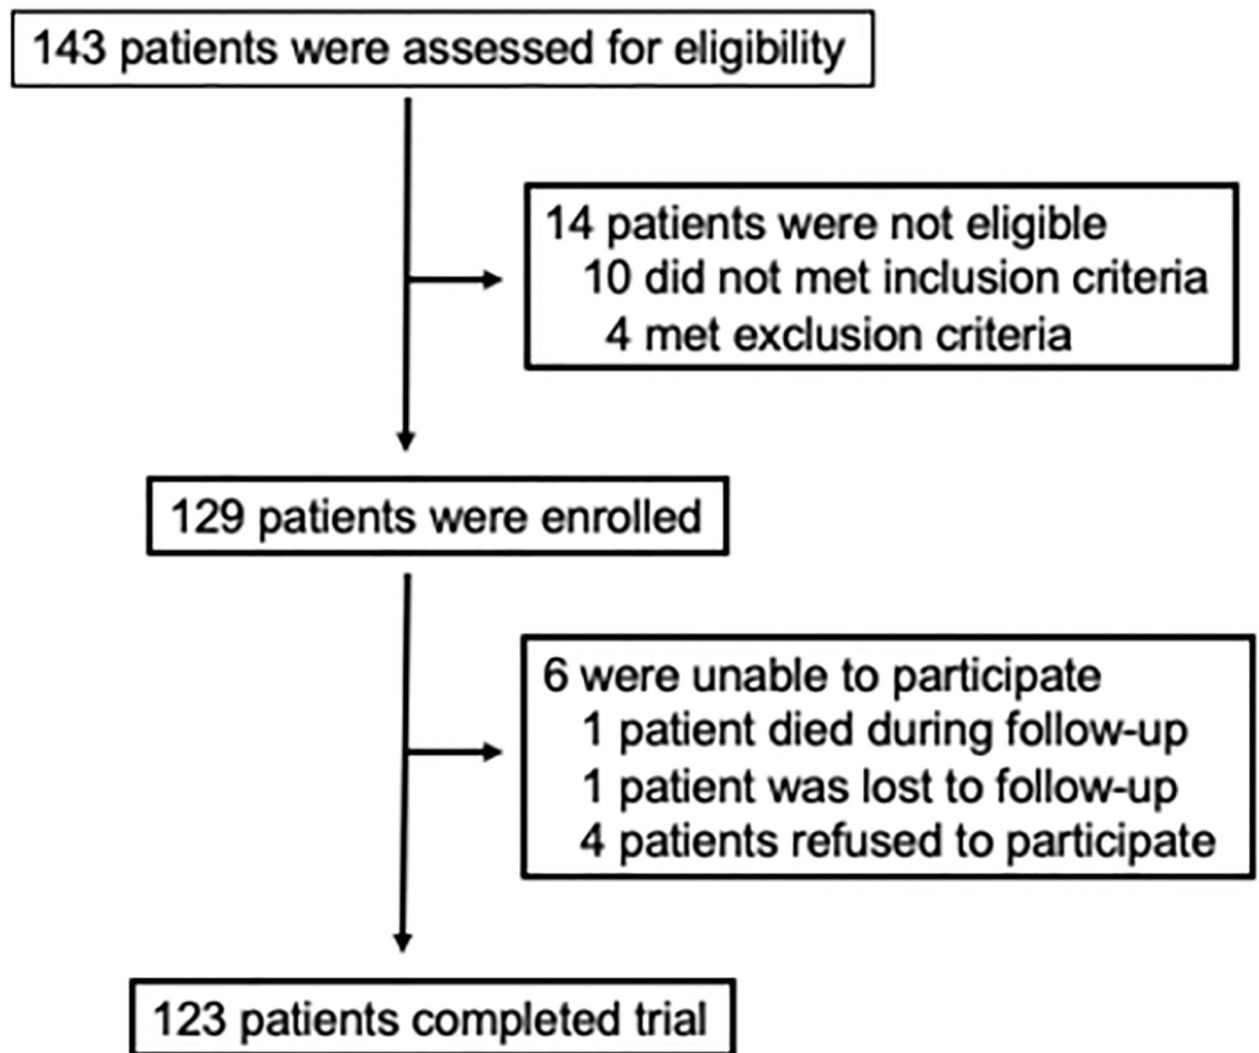 143 patients were assessed for eligibility
14 patients were not eligible
10 did not met inclusion criteria
4 met exclusion criteria
129 patients were enrolled
6 were unable to participate
1 patient died during follow-up
1 patient was lost to follow-up
4 patients refused to participate
123 patients completed trial